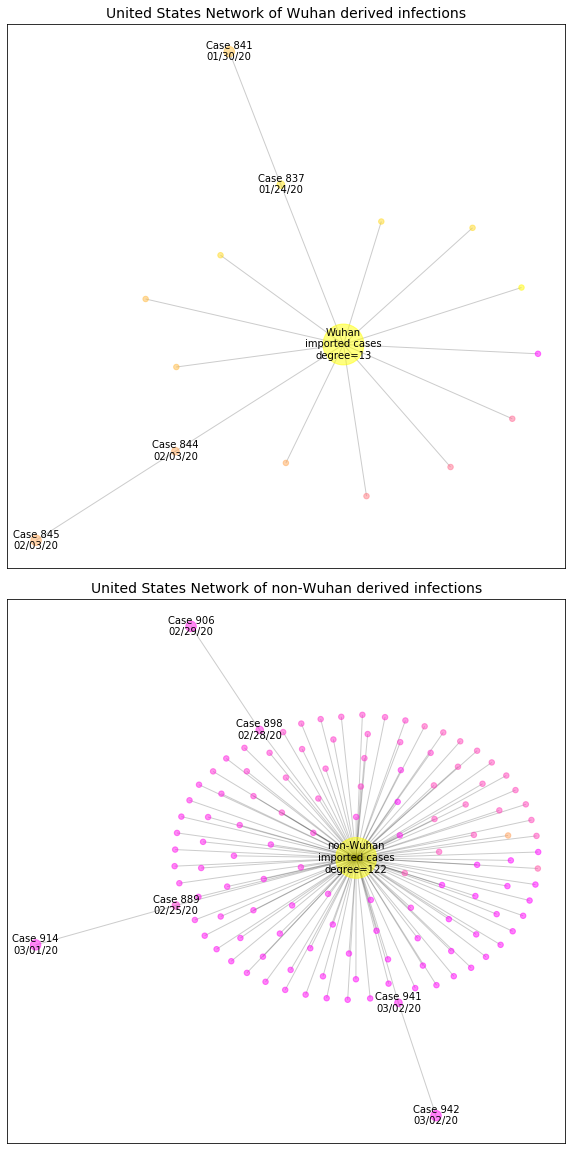 United States Network of Wuhan derived infections
Case 841
01/30/20
Case 837
01/24/20
Wuhan
imported cases
degree=13
Case 844
02/03/20
Case 845
02/03/20
United States Network of non-Wuhan derived infections
Case 906
02/29/20
Case 898
02/28/20
non-Wuhan
imported cases
degree=122
Case 889
02/25/20
Case 914
03/01/20
Case 941
03/02/20
Case 942
03/02/20